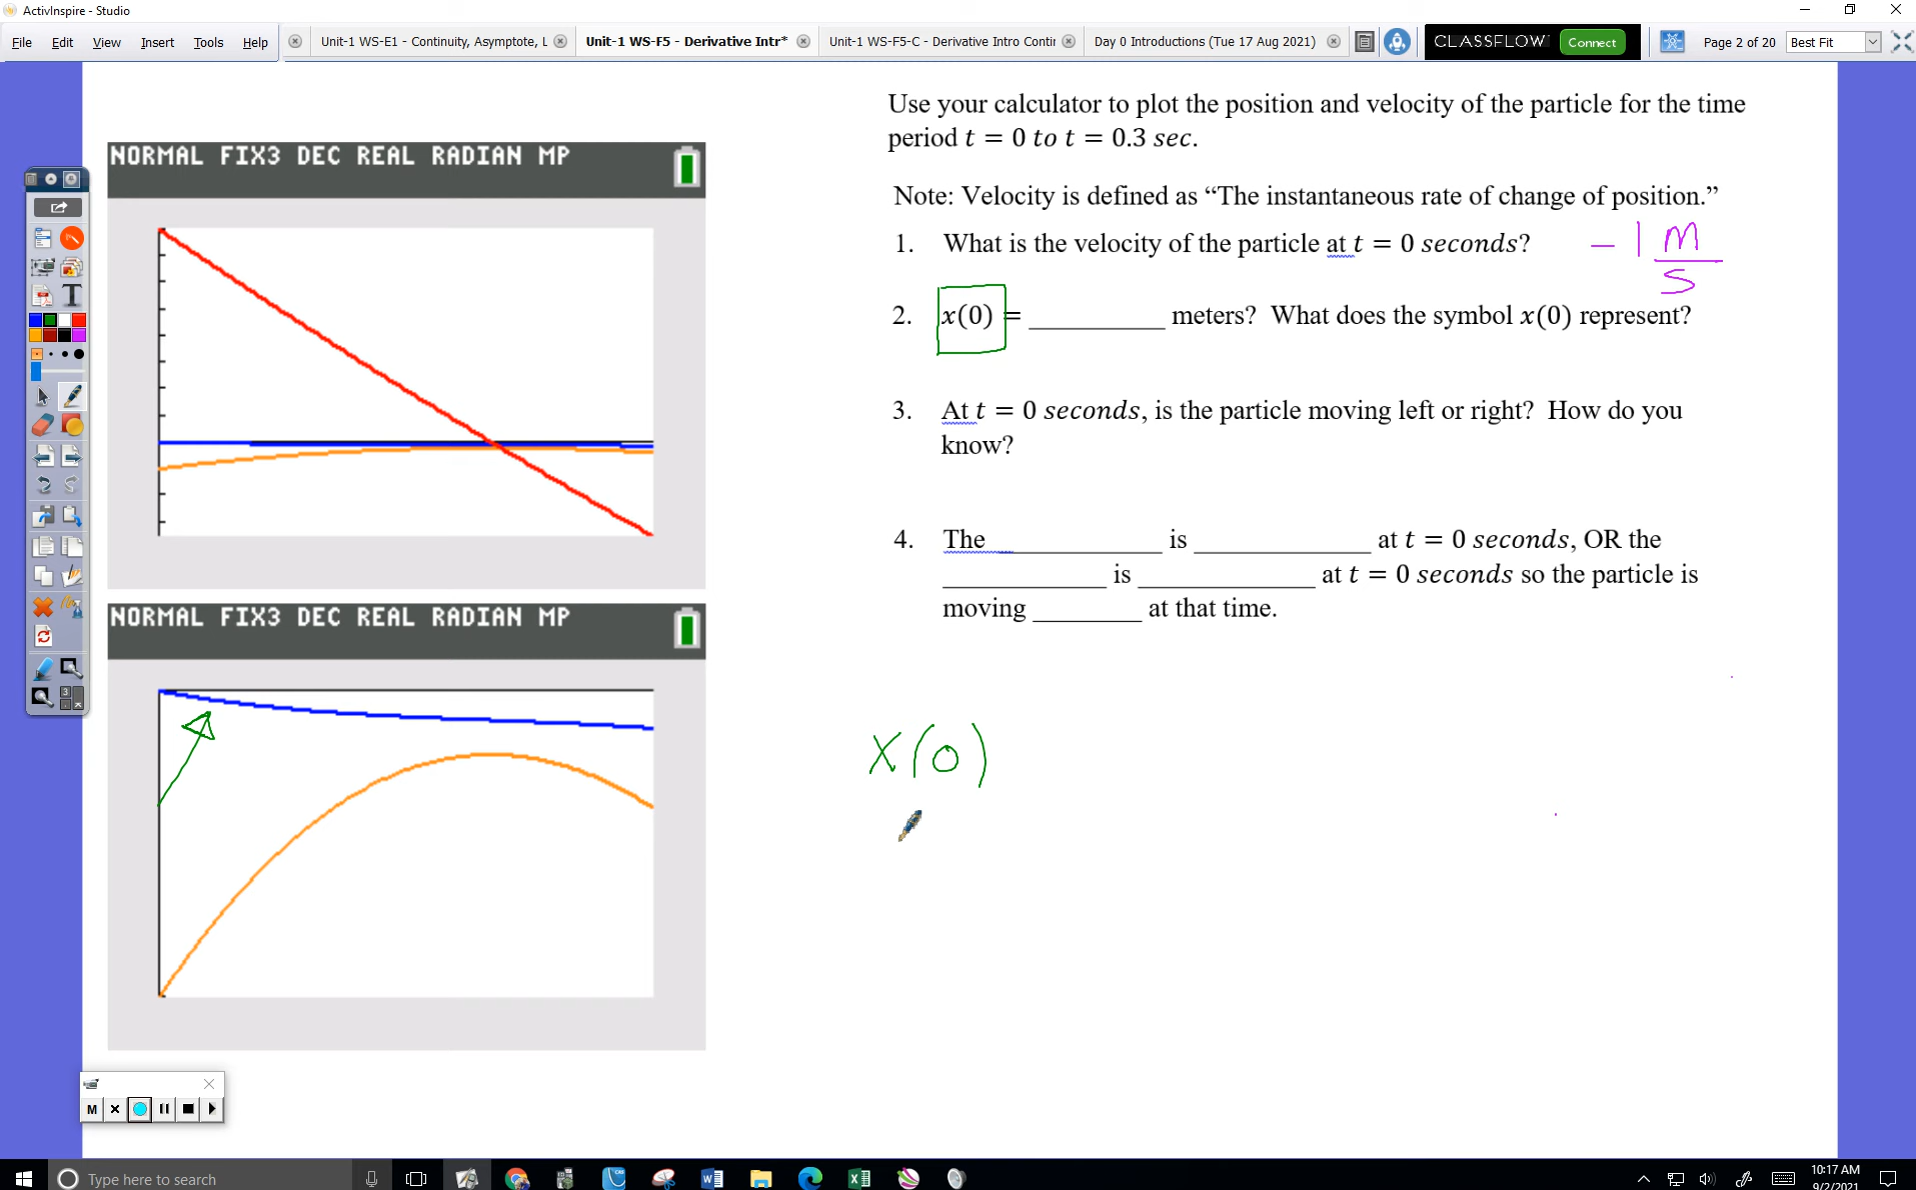 ActivInspire - Studio
File Edit View Insert Tools Help
Unit-1 WS-E1 - Continuity, Asymptote, L
Unit-1 WS-F5 - Derivative Intr*
Unit-1 WS-F5-C - Derivative Intro Contir
Day 0 Introductions (Tue 17 Aug 2021)
CLASSFLOW Connect
Page 2 of 20 Best Fit
Use your calculator to plot the position and velocity of the particle for the time
period t = 0 to t = 0.3 sec.
Note: Velocity is defined as “The instantaneous rate of change of position.”
1. What is the velocity of the particle at t = 0 seconds? − 1 m/s
2. x(0) = __________ meters? What does the symbol x(0) represent?
3. At t = 0 seconds, is the particle moving left or right? How do you
know?
4. The ____________ is _____________ at t = 0 seconds, OR the
____________ is _____________ at t = 0 seconds so the particle is
moving ________ at that time.
X(0)
NORMAL FIX3 DEC REAL RADIAN MP
NORMAL FIX3 DEC REAL RADIAN MP
M
Type here to search
10:17 AM
9/2/2021